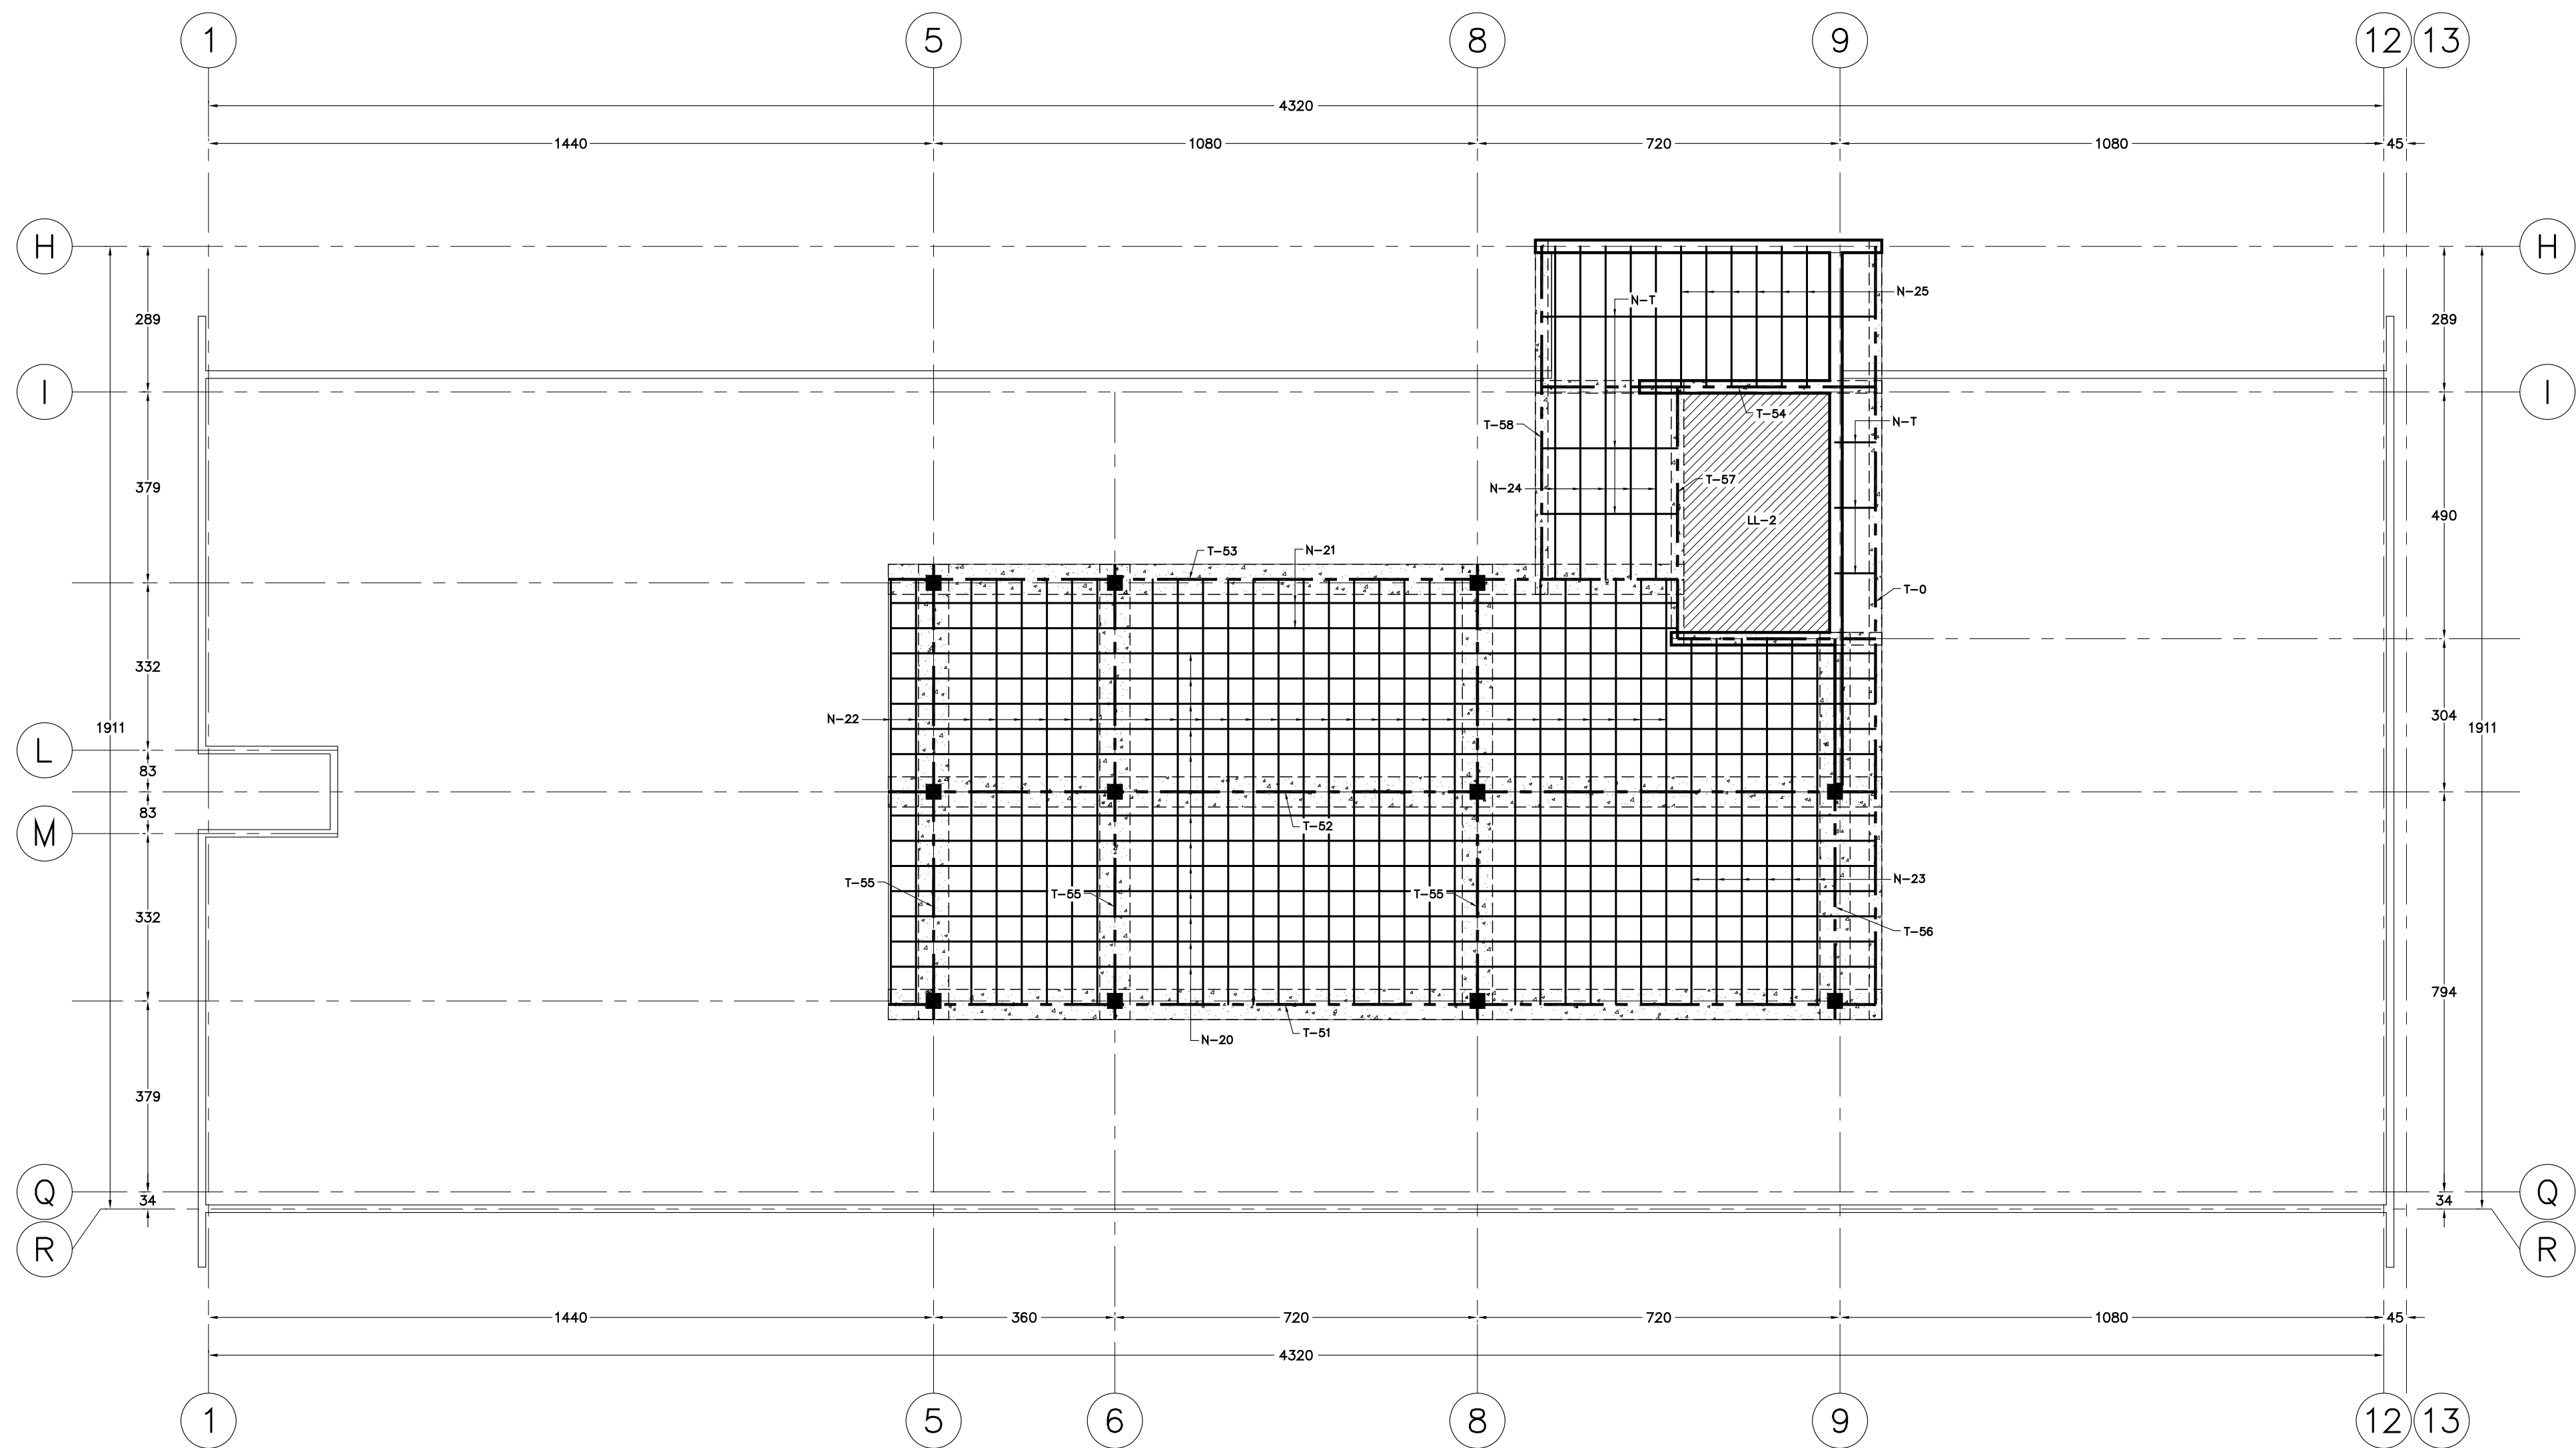 1 5 8 9 12 13
4320
1440 1080 720 1080 45
H H
N-25
N-T
289 289
I I
T-54
N-T
T-58
T-57
379 N-24
490
LL-2
T-53 N-21
T-0
332
N-22 304
1911 1911
L
83
83
M
T-52
T-55 T-55 T-55 N-23
332
T-56
794
T-51
N-20
379
Q Q
34 34
R R
1440 360 720 720 1080 45
4320
1 5 6 8 9 12 13